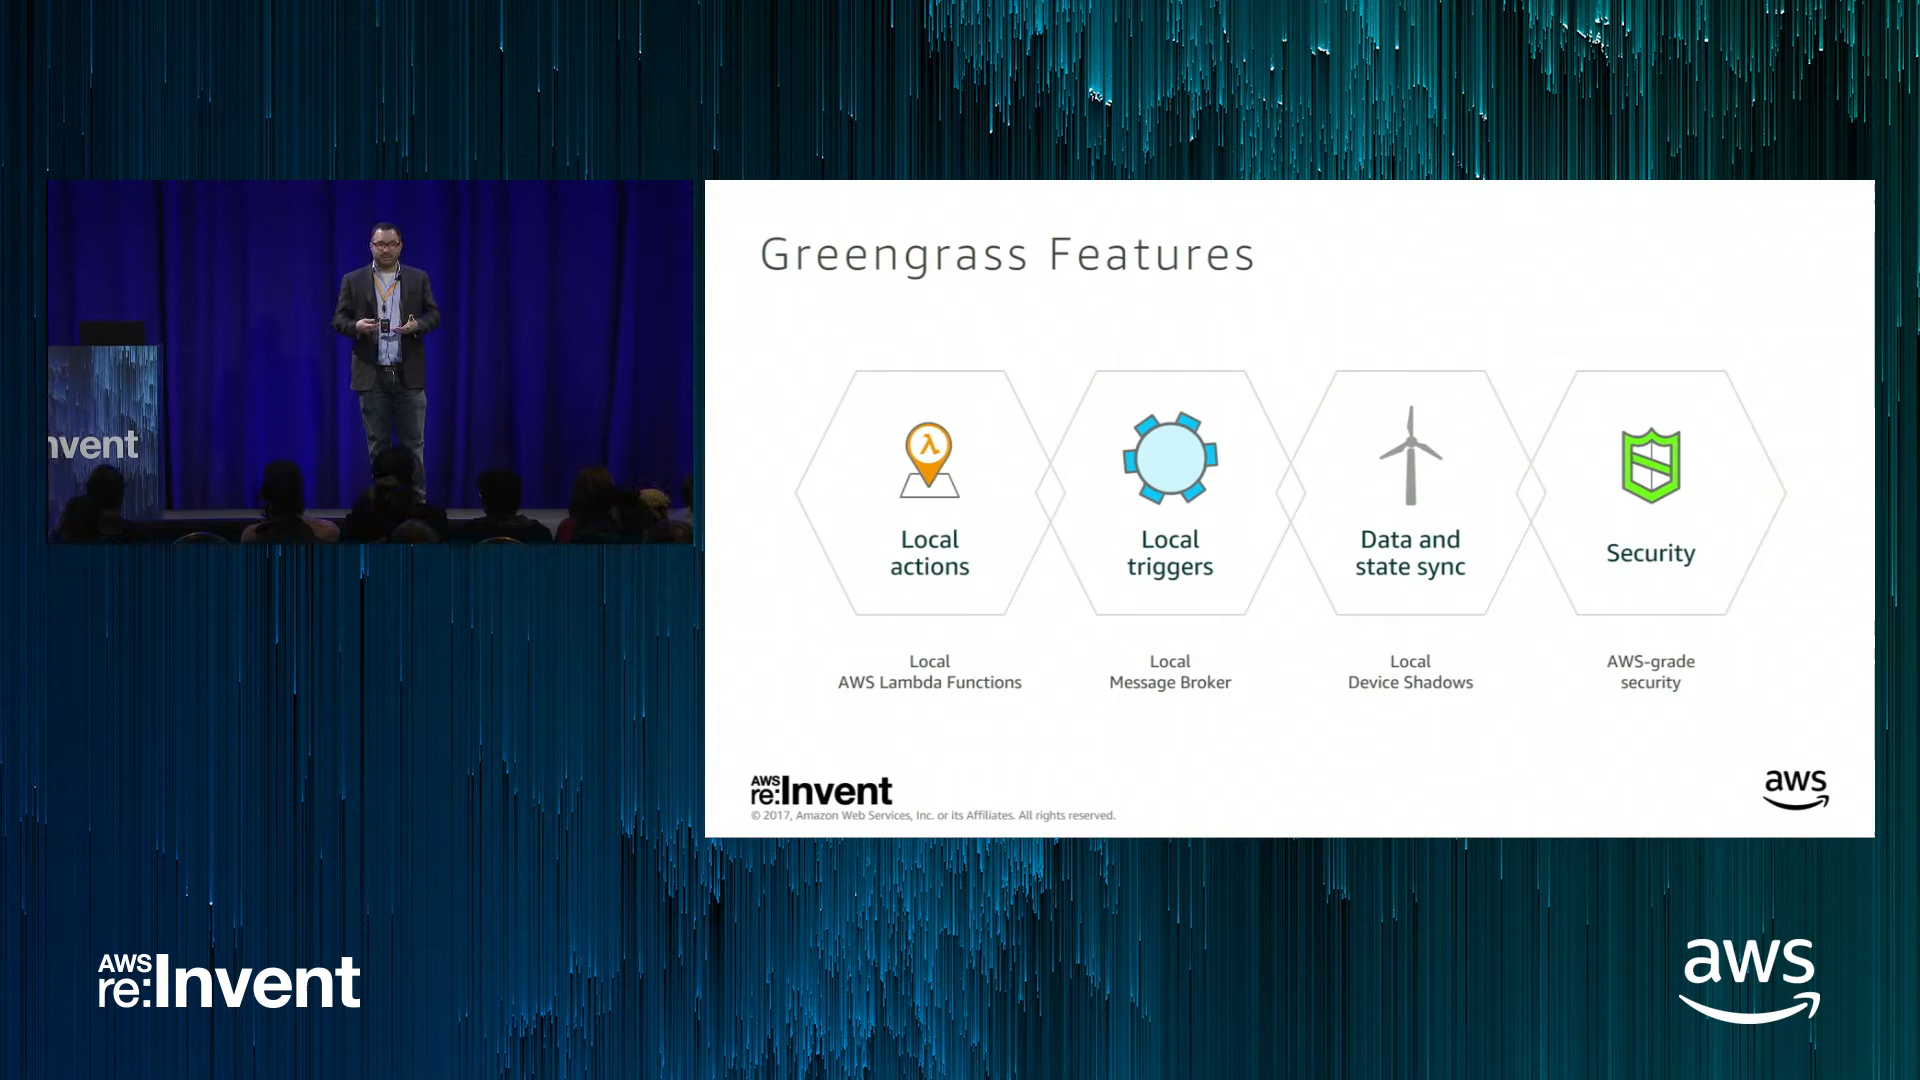 nvent
Greengrass Features
λ
Local
actions
Local
triggers
Data and
state sync
Security
Local
AWS Lambda Functions
Local
Message Broker
Local
Device Shadows
AWS-grade
security
AWS
re:Invent
© 2017, Amazon Web Services, Inc. or its Affiliates. All rights reserved.
aws
AWS
re:Invent
aws